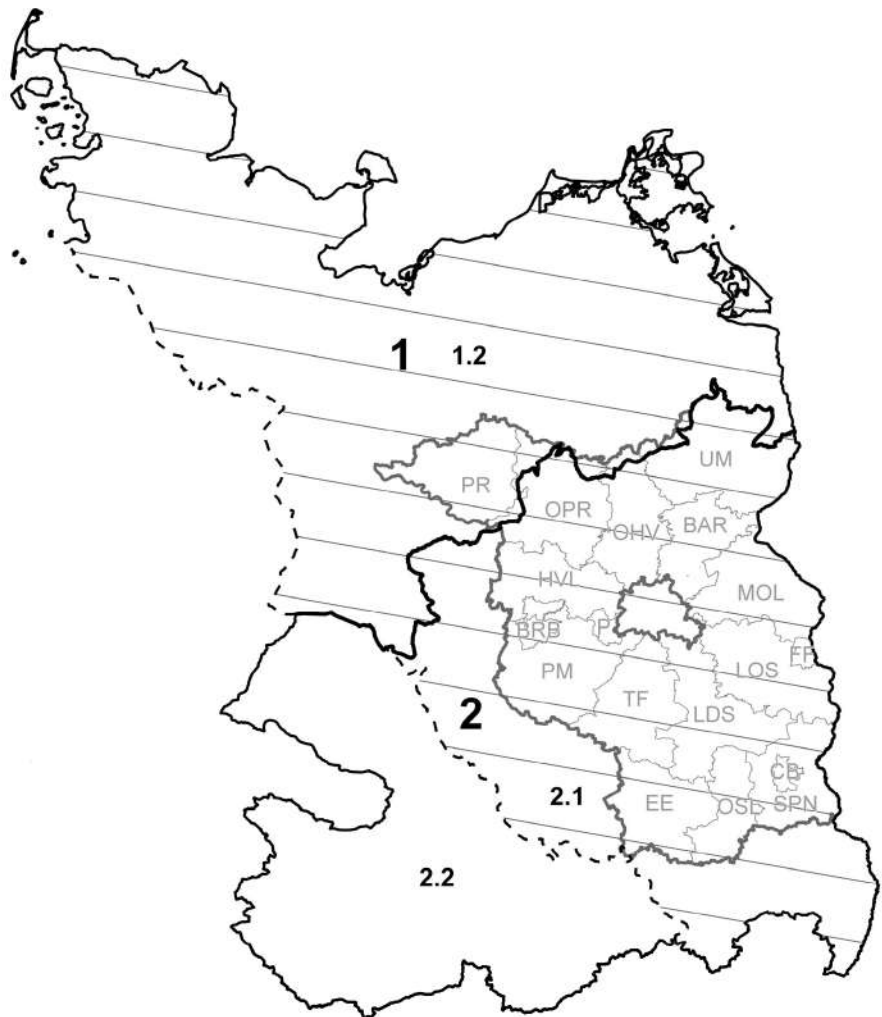 1 1.2
UM
PR
OPR
BAR
OHV
HVL
MOL
BRB
P
FF
PM
LOS
TF
LDS
2
CB
2.1
EE
OSL
SPN
2.2